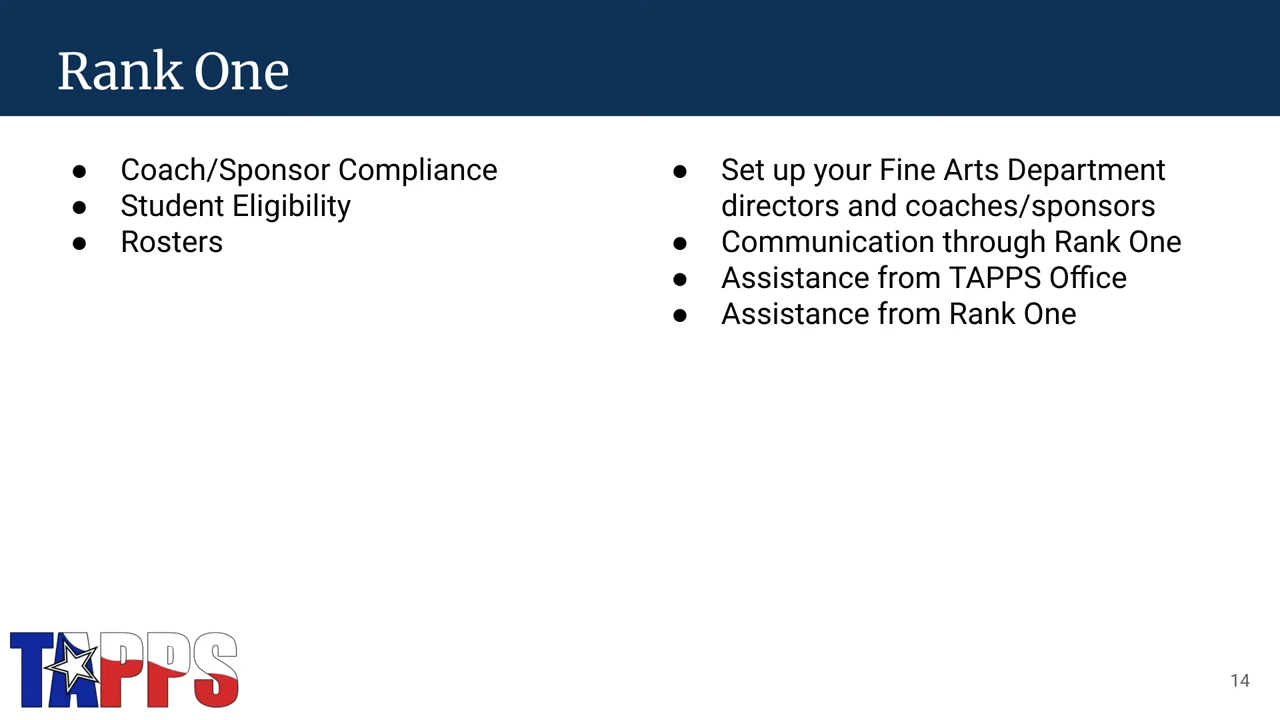 Rank One
● Coach/Sponsor Compliance
● Student Eligibility
● Rosters
● Set up your Fine Arts Department
directors and coaches/sponsors
● Communication through Rank One
● Assistance from TAPPS Office
● Assistance from Rank One
TAPPS
14